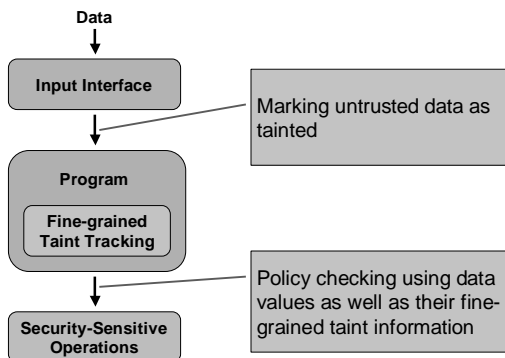 Data
Input Interface
Marking untrusted data as
tainted
Program
Fine-grained
Taint Tracking
Policy checking using data
values as well as their fine-
grained taint information
Security-Sensitive
Operations